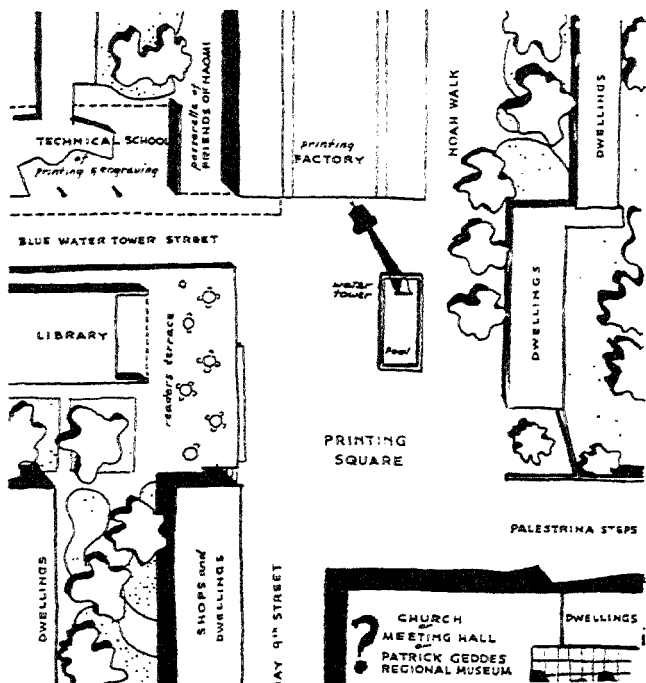 TECHNICAL SCHOOL
of
printing & engraving
passerelle of
FRIENDS OF NAOMI
printing
FACTORY
NOAH WALK
DWELLINGS
BLUE WATER TOWER STREET
water
tower
Pool
DWELLINGS
LIBRARY
readers terrace
PRINTING
SQUARE
PALESTRINA STEPS
DWELLINGS
SHOPS and
DWELLINGS
AY 9TH STREET
?
CHURCH
or
MEETING HALL
or
PATRICK GEDDES
REGIONAL MUSEUM
DWELLINGS